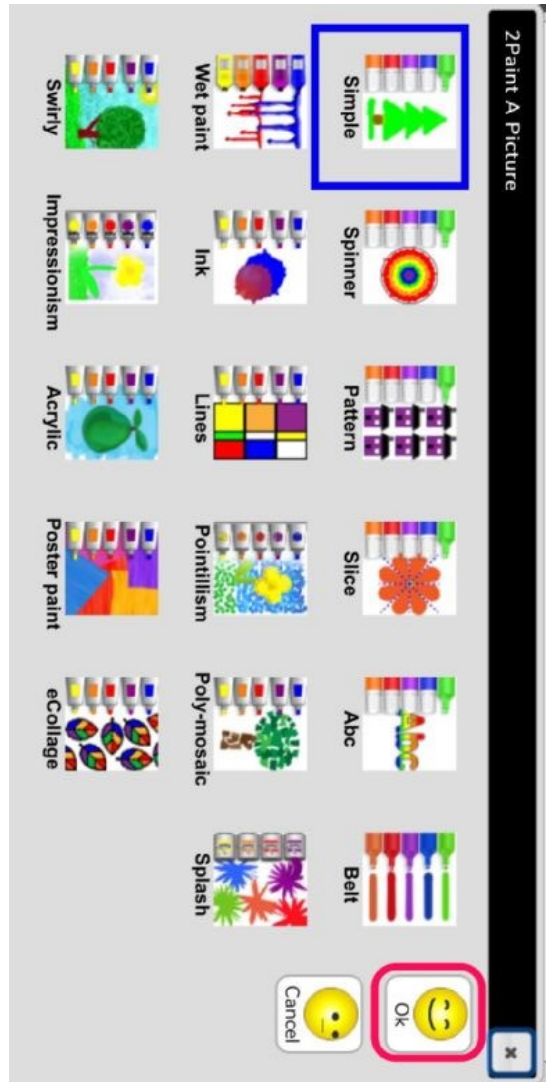 2Paint A Picture
Simple
Spinner
Pattern
Slice
Abc
Belt
Wet paint
Ink
Lines
Pointillism
Poly-mosaic
Splash
Swirly
Impressionism
Acrylic
Poster paint
eCollage
Ok
Cancel